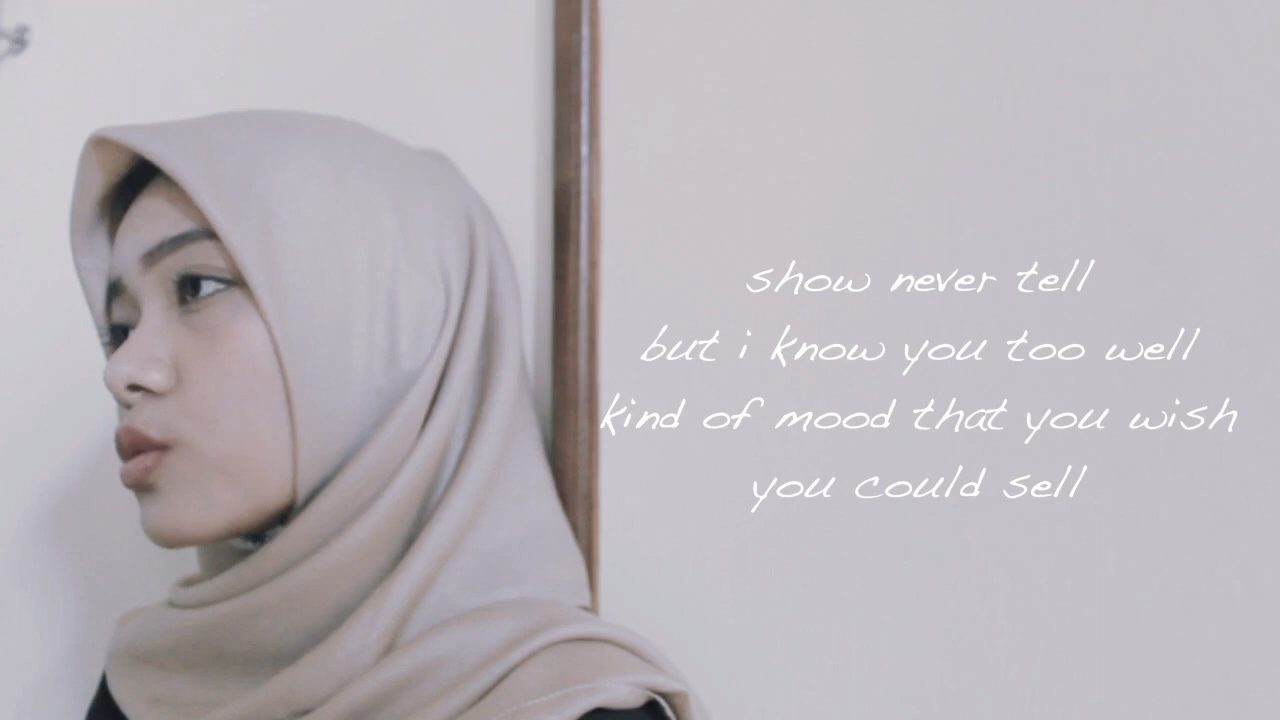 show never tell
but i know you too well
kind of mood that you wish
you could sell